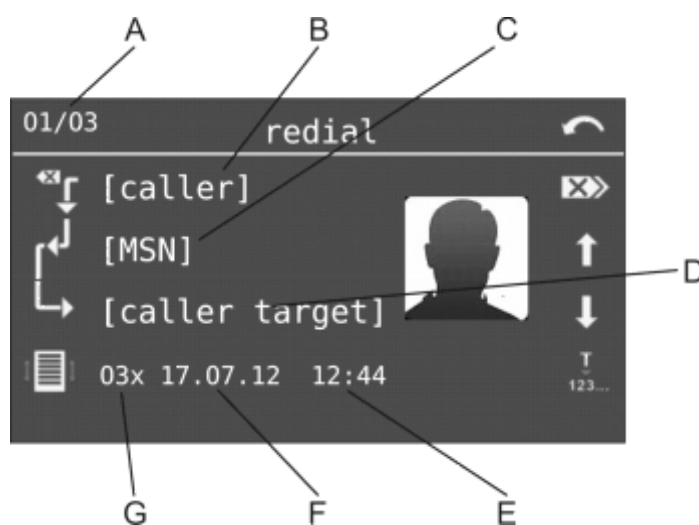 A B C
01/03 redial
[caller]
[MSN]
D
[caller target]
T
03x 17.07.12 12:44
123...
G F E